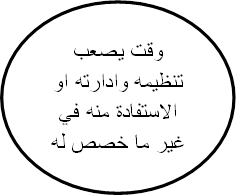 وقت يصعب
تنظيمه وادارته او
الاستفادة منه في
غير ما خصص له